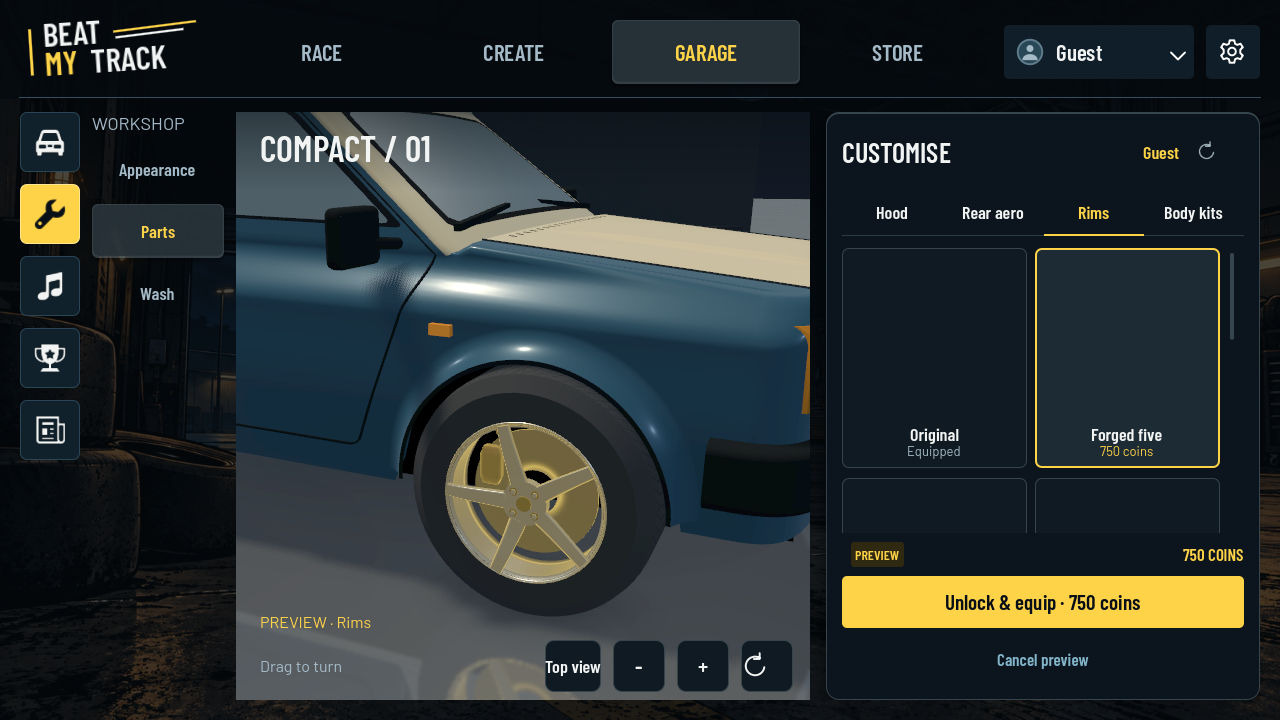 BEAT
MY TRACK
RACE
CREATE
GARAGE
STORE
Guest
WORKSHOP
Appearance
Parts
Wash
COMPACT / 01
PREVIEW · Rims
Drag to turn
Top view
-
+
CUSTOMISE
Guest
Hood
Rear aero
Rims
Body kits
Original
Equipped
Forged five
750 coins
PREVIEW
750 COINS
Unlock & equip · 750 coins
Cancel preview